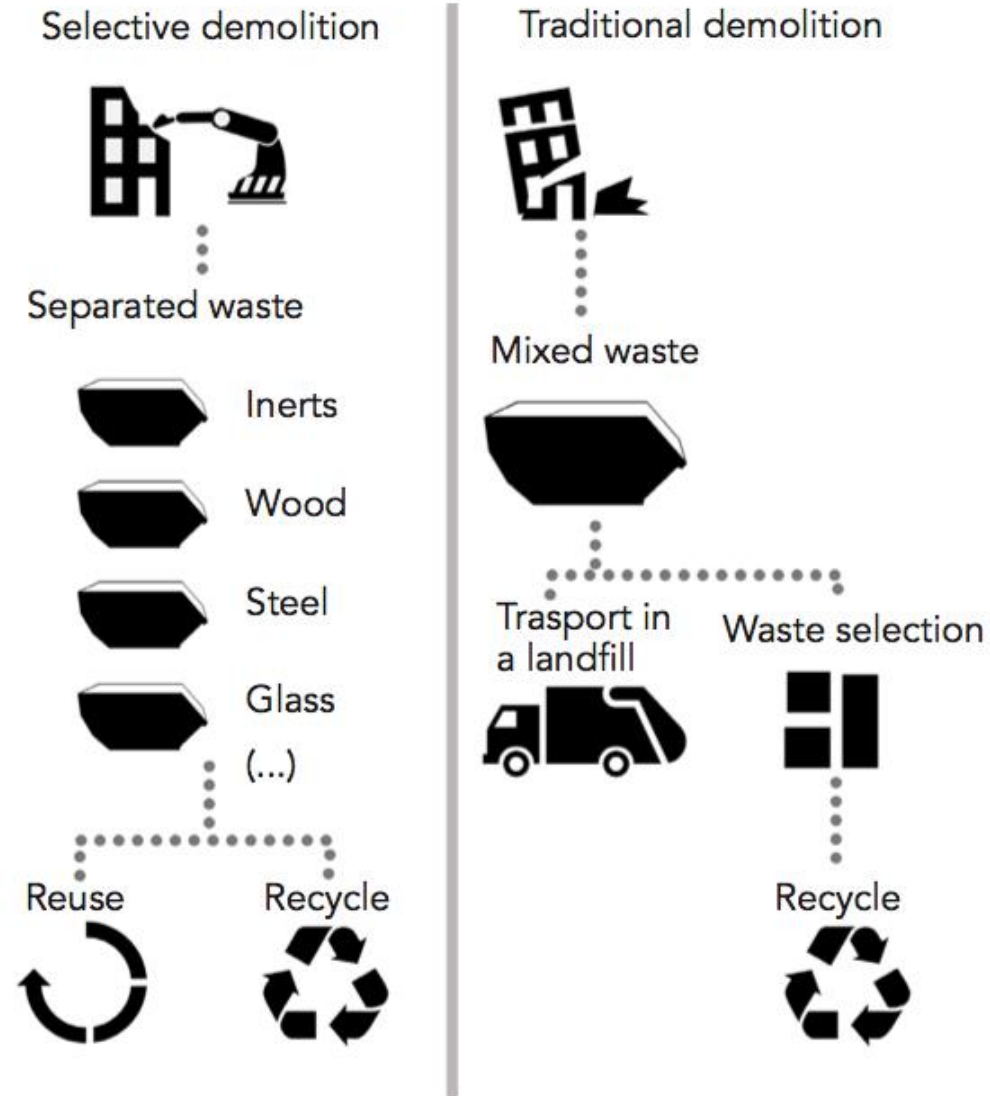 Selective demolition
Separated waste
Inerts
Wood
Steel
Glass
(...)
Reuse
Recycle
Traditional demolition
Mixed waste
Trasport in
a landfill
Waste selection
Recycle